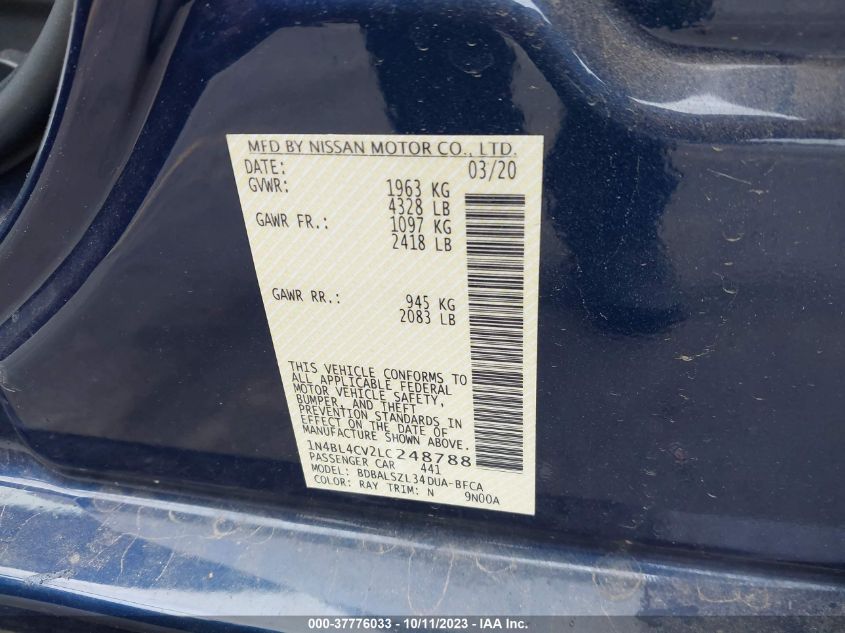 MFD BY NISSAN MOTOR CO., LTD.
DATE: 03/20
GVWR: 1963 KG
4328 LB
GAWR FR.: 1097 KG
2418 LB
GAWR RR.: 945 KG
2083 LB
THIS VEHICLE CONFORMS TO
ALL APPLICABLE FEDERAL
MOTOR VEHICLE SAFETY,
BUMPER, AND THEFT
PREVENTION STANDARDS IN
EFFECT ON THE DATE OF
MANUFACTURE SHOWN ABOVE.
1N4BL4CV2LC248788
PASSENGER CAR 441
MODEL: BDBALSZL34DUA-BFCA
COLOR: RAY TRIM: N 9N00A
000-37776033 - 10/11/2023 - IAA Inc.